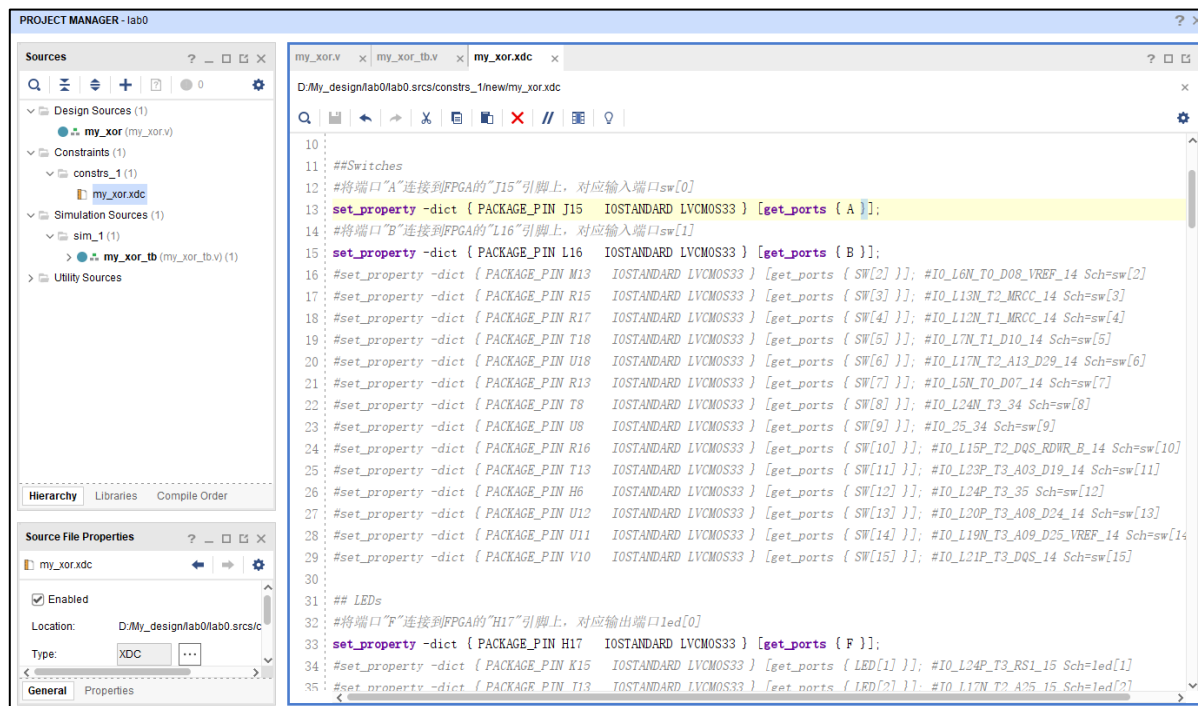 PROJECT MANAGER - lab0
Sources
0
Design Sources (1)
my_xor (my_xor.v)
Constraints (1)
constrs_1 (1)
my_xor.xdc
Simulation Sources (1)
sim_1 (1)
my_xor_tb (my_xor_tb.v) (1)
Utility Sources
Hierarchy Libraries Compile Order
Source File Properties
my_xor.xdc
Enabled
Location: D:/My_design/lab0/lab0.srcs/c
Type: XDC
General Properties
my_xor.v my_xor_tb.v my_xor.xdc
D:/My_design/lab0/lab0.srcs/constrs_1/new/my_xor.xdc
10
11 ##Switches
12 #将端口"A"连接到FPGA的"J15"引脚上，对应输入端口sw[0]
13 set_property -dict { PACKAGE_PIN J15 IOSTANDARD LVCMOS33 } [get_ports { A }];
14 #将端口"B"连接到FPGA的"L16"引脚上，对应输入端口sw[1]
15 set_property -dict { PACKAGE_PIN L16 IOSTANDARD LVCMOS33 } [get_ports { B }];
16 #set_property -dict { PACKAGE_PIN M13 IOSTANDARD LVCMOS33 } [get_ports { SW[2] }]; #IO_L6N_T0_D08_VREF_14 Sch=sw[2]
17 #set_property -dict { PACKAGE_PIN R15 IOSTANDARD LVCMOS33 } [get_ports { SW[3] }]; #IO_L13N_T2_MRCC_14 Sch=sw[3]
18 #set_property -dict { PACKAGE_PIN R17 IOSTANDARD LVCMOS33 } [get_ports { SW[4] }]; #IO_L12N_T1_MRCC_14 Sch=sw[4]
19 #set_property -dict { PACKAGE_PIN T18 IOSTANDARD LVCMOS33 } [get_ports { SW[5] }]; #IO_L7N_T1_D10_14 Sch=sw[5]
20 #set_property -dict { PACKAGE_PIN U18 IOSTANDARD LVCMOS33 } [get_ports { SW[6] }]; #IO_L17N_T2_A13_D29_14 Sch=sw[6]
21 #set_property -dict { PACKAGE_PIN R13 IOSTANDARD LVCMOS33 } [get_ports { SW[7] }]; #IO_L5N_T0_D07_14 Sch=sw[7]
22 #set_property -dict { PACKAGE_PIN T8 IOSTANDARD LVCMOS33 } [get_ports { SW[8] }]; #IO_L24N_T3_34 Sch=sw[8]
23 #set_property -dict { PACKAGE_PIN U8 IOSTANDARD LVCMOS33 } [get_ports { SW[9] }]; #IO_25_34 Sch=sw[9]
24 #set_property -dict { PACKAGE_PIN R16 IOSTANDARD LVCMOS33 } [get_ports { SW[10] }]; #IO_L15P_T2_DQS_RDWR_B_14 Sch=sw[10]
25 #set_property -dict { PACKAGE_PIN T13 IOSTANDARD LVCMOS33 } [get_ports { SW[11] }]; #IO_L23P_T3_A03_D19_14 Sch=sw[11]
26 #set_property -dict { PACKAGE_PIN H6 IOSTANDARD LVCMOS33 } [get_ports { SW[12] }]; #IO_L24P_T3_35 Sch=sw[12]
27 #set_property -dict { PACKAGE_PIN U12 IOSTANDARD LVCMOS33 } [get_ports { SW[13] }]; #IO_L20P_T3_A08_D24_14 Sch=sw[13]
28 #set_property -dict { PACKAGE_PIN U11 IOSTANDARD LVCMOS33 } [get_ports { SW[14] }]; #IO_L19N_T3_A09_D25_VREF_14 Sch=sw[14
29 #set_property -dict { PACKAGE_PIN V10 IOSTANDARD LVCMOS33 } [get_ports { SW[15] }]; #IO_L21P_T3_DQS_14 Sch=sw[15]
30
31 ## LEDs
32 #将端口"F"连接到FPGA的"H17"引脚上，对应输出端口led[0]
33 set_property -dict { PACKAGE_PIN H17 IOSTANDARD LVCMOS33 } [get_ports { F }];
34 #set_property -dict { PACKAGE_PIN K15 IOSTANDARD LVCMOS33 } [get_ports { LED[1] }]; #IO_L24P_T3_RS1_15 Sch=led[1]
35 #set_property -dict { PACKAGE_PIN J13 IOSTANDARD LVCMOS33 } [get_ports { LED[2] }]; #IO_L17N_T2_A25_15 Sch=led[2]